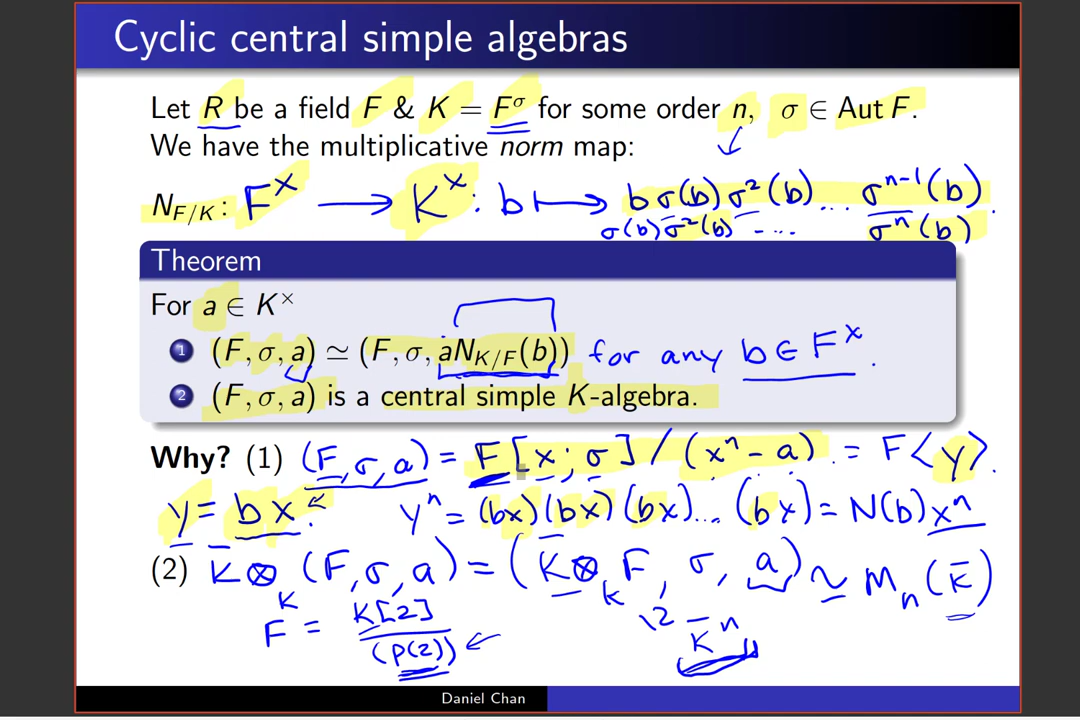 Cyclic central simple algebras
Let R be a field F & K = F^σ for some order n, σ ∈ Aut F.
We have the multiplicative norm map:
N_{F/K} : F^× ⟶ K^× : b ⟼ b σ(b) σ²(b) ... σ^{n-1}(b).
σ(b) σ²(b) ---- σ^n(b)
Theorem
For a ∈ K^×
1 (F, σ, a) ≃ (F, σ, aN_{K/F}(b)) for any b ∈ F^×.
2 (F, σ, a) is a central simple K-algebra.
Why? (1) (F, σ, a) = F[x; σ] / (x^n - a) = F⟨y⟩.
y = bx. y^n = (bx)(bx)(bx)... (bx) = N(b) x^n
(2) K̄ ⊗_K (F, σ, a) = (K̄ ⊗_K F, σ, a) ≃ M_n(K̄)
F = K[z] / (p(z)) ← K̄^n
Daniel Chan